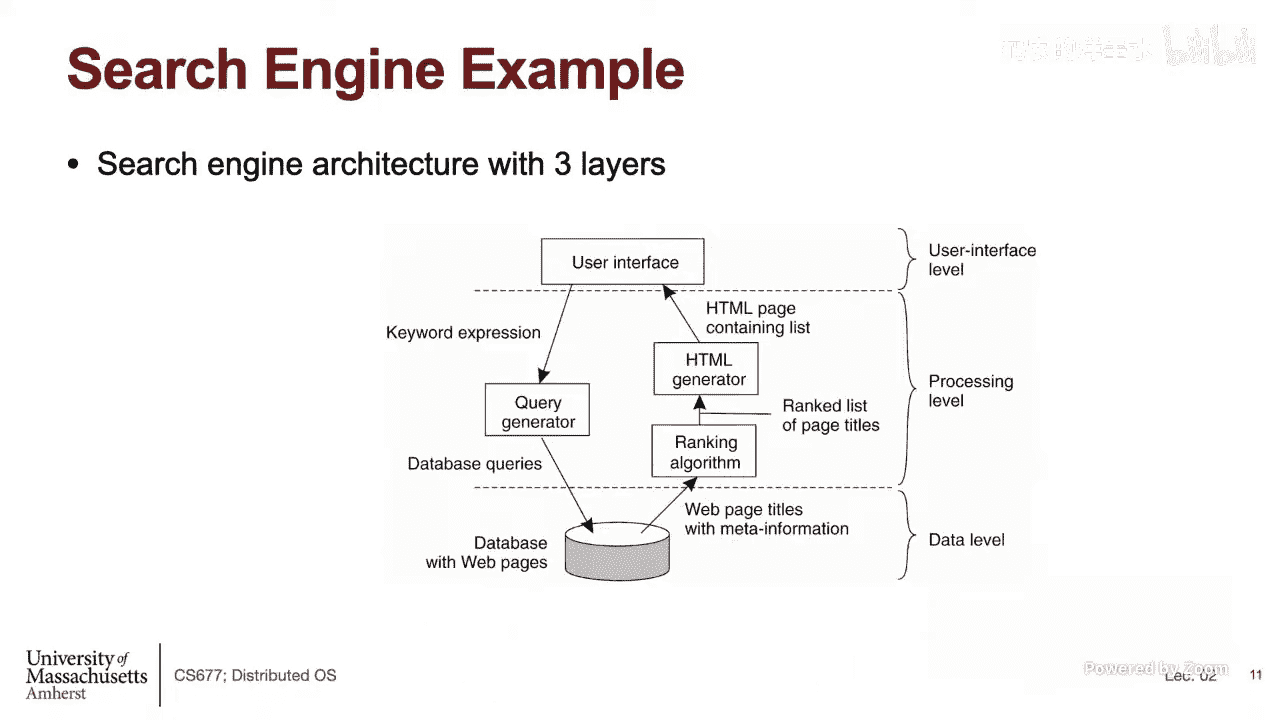 Search Engine Example
• Search engine architecture with 3 layers
User interface
User-interface
level
Keyword expression
HTML page
containing list
HTML
generator
Query
generator
Processing
level
Ranked list
of page titles
Ranking
algorithm
Database queries
Web page titles
with meta-information
Database
with Web pages
Data level
University of
Massachusetts
Amherst
CS677; Distributed OS
Powered by Zoom
Lec. 02
11